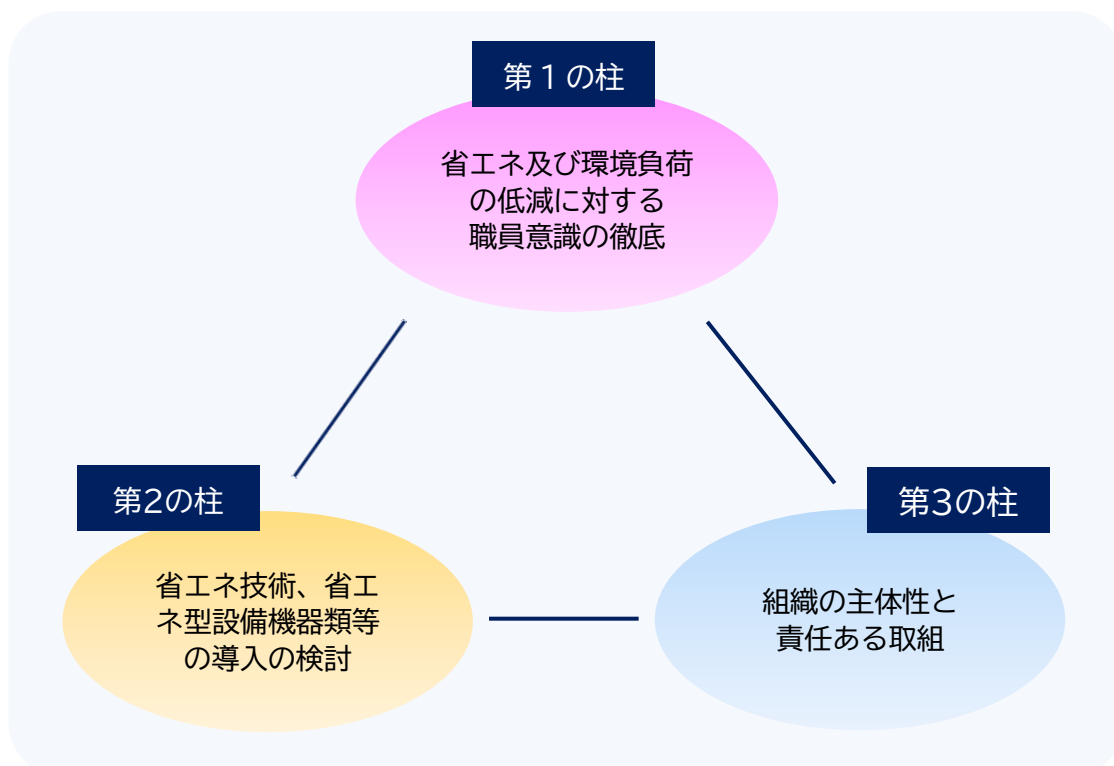 第１の柱
省エネ及び環境負荷
の低減に対する
職員意識の徹底
第2の柱
省エネ技術、省エ
ネ型設備機器類等
の導入の検討
第3の柱
組織の主体性と
責任ある取組